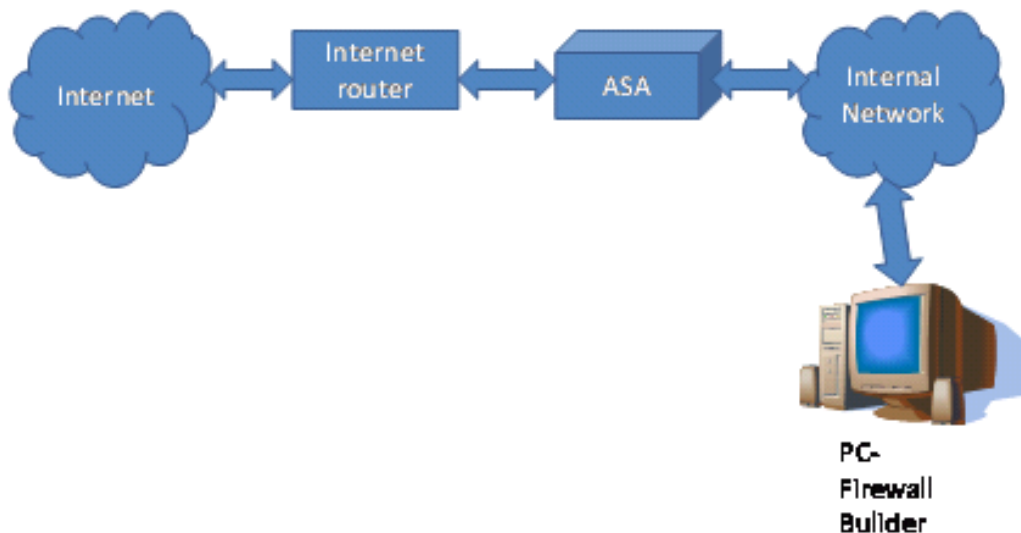 Internet
Internet
router
ASA
Internal
Network
PC-
Firewall
Builder